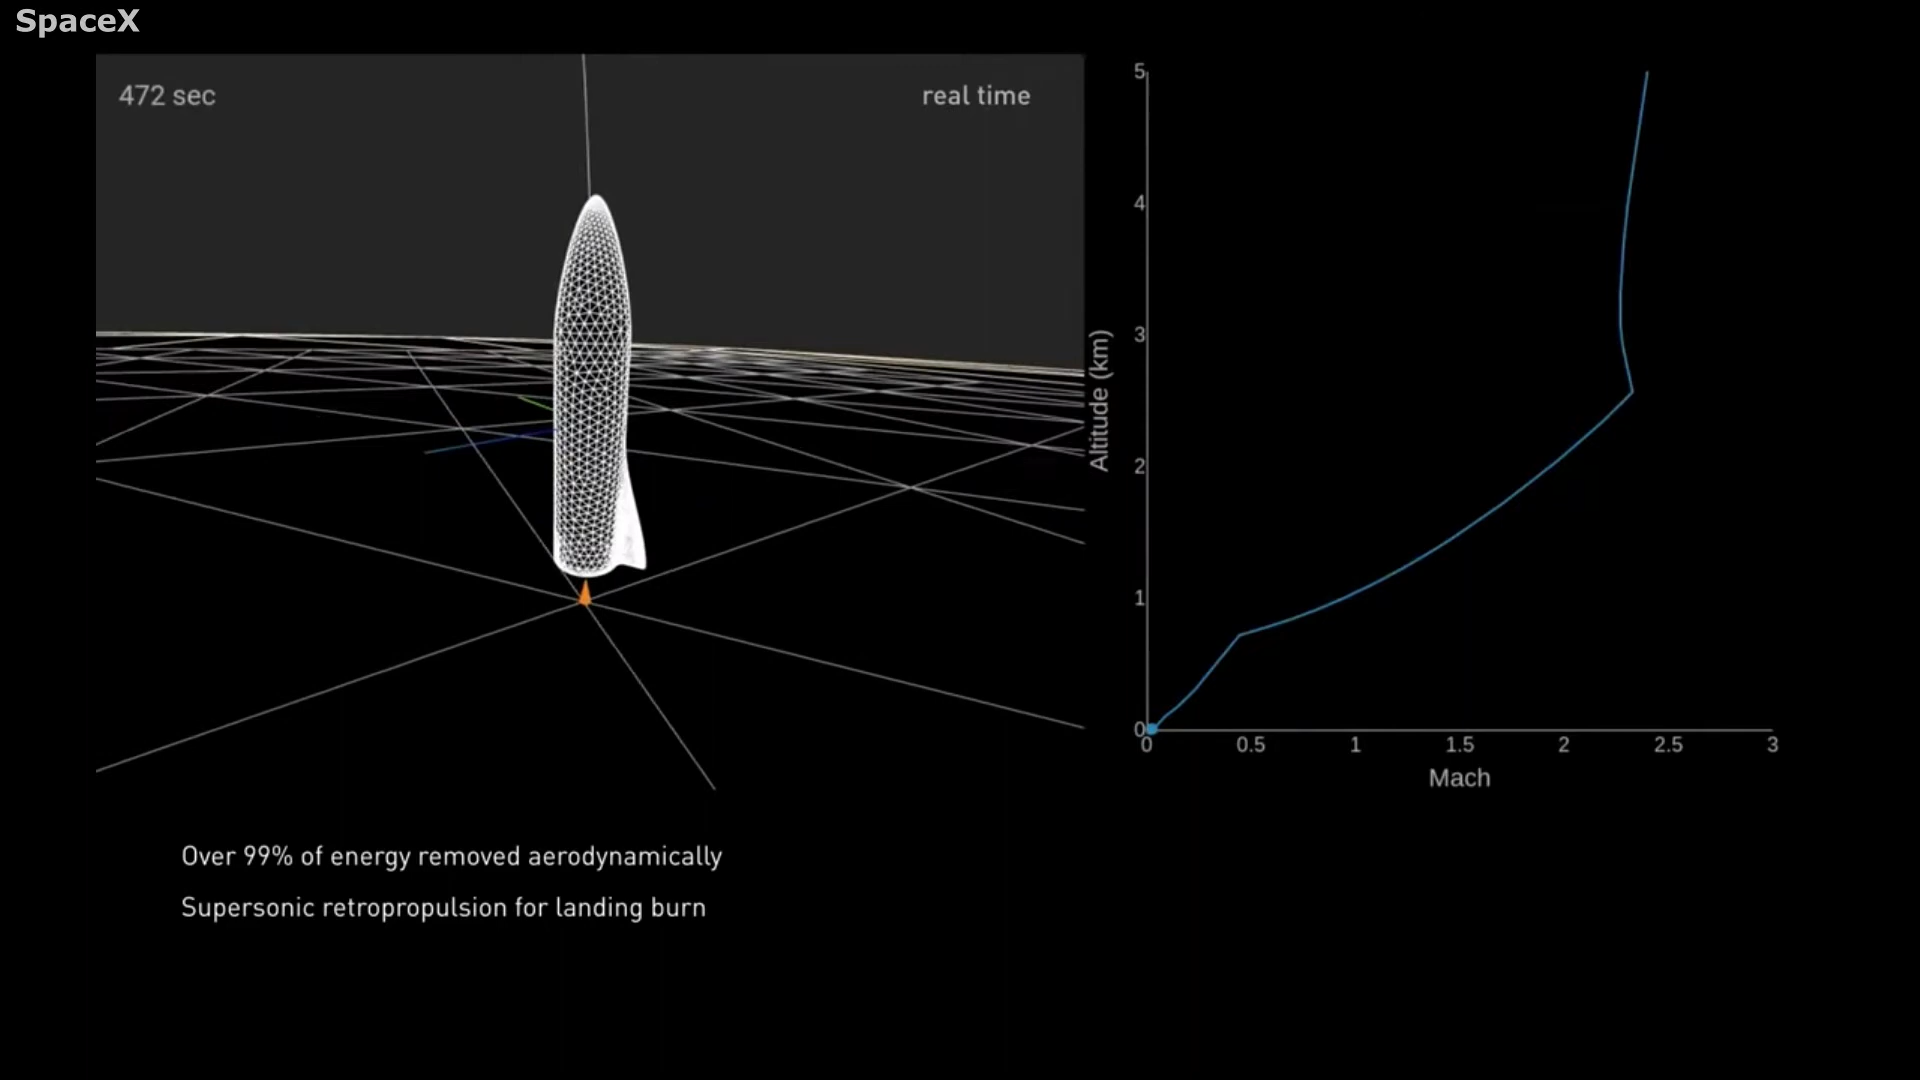 SpaceX
472 sec
real time
5
4
3
2
1
0
Altitude (km)
0
0.5
1
1.5
2
2.5
3
Mach
Over 99% of energy removed aerodynamically
Supersonic retropropulsion for landing burn